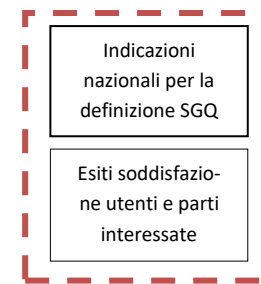 Indicazioni
nazionali per la
definizione SGQ
Esiti soddisfazio-
ne utenti e parti
interessate